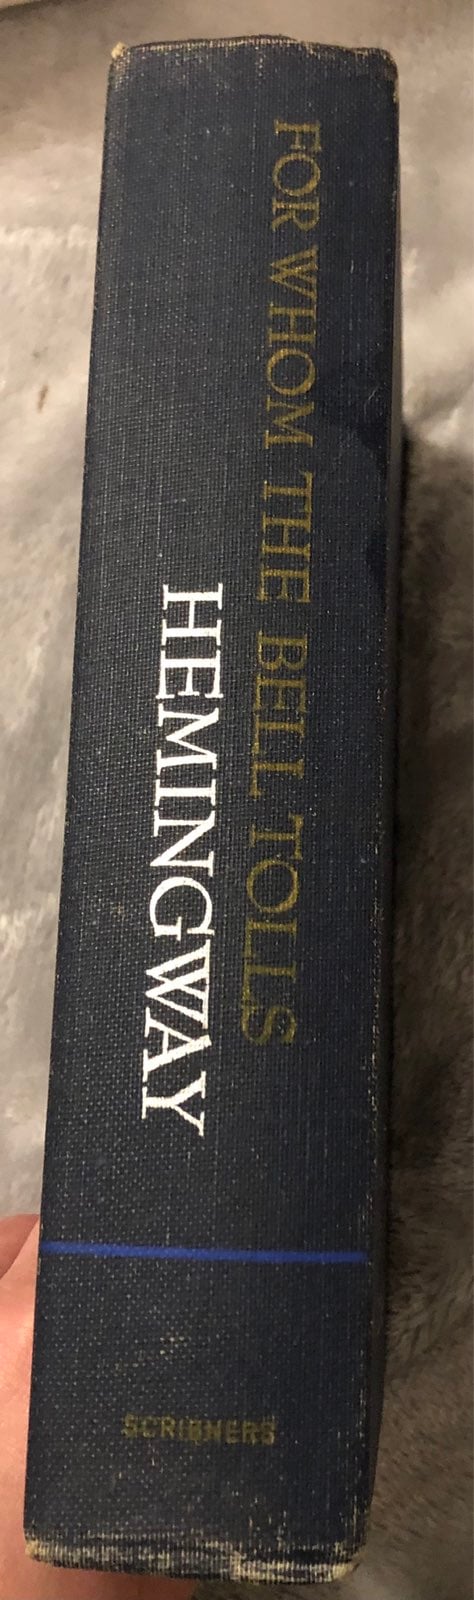 FOR WHOM THE BELL TOLLS
HEMINGWAY
SCRIBNERS